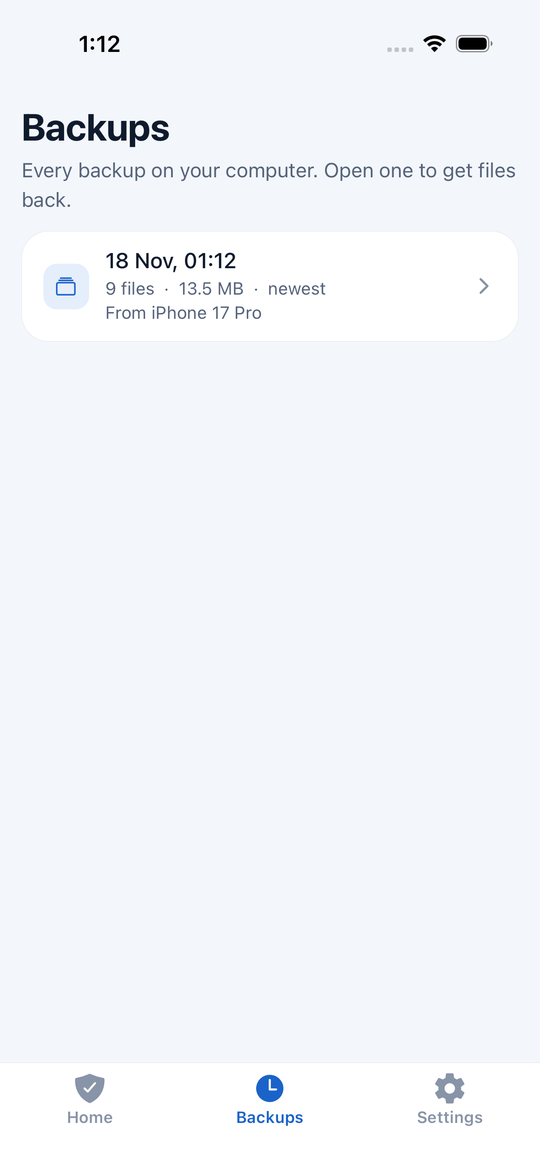 1:12
Backups
Every backup on your computer. Open one to get files
back.
18 Nov, 01:12
9 files · 13.5 MB · newest
From iPhone 17 Pro
Home
Backups
Settings